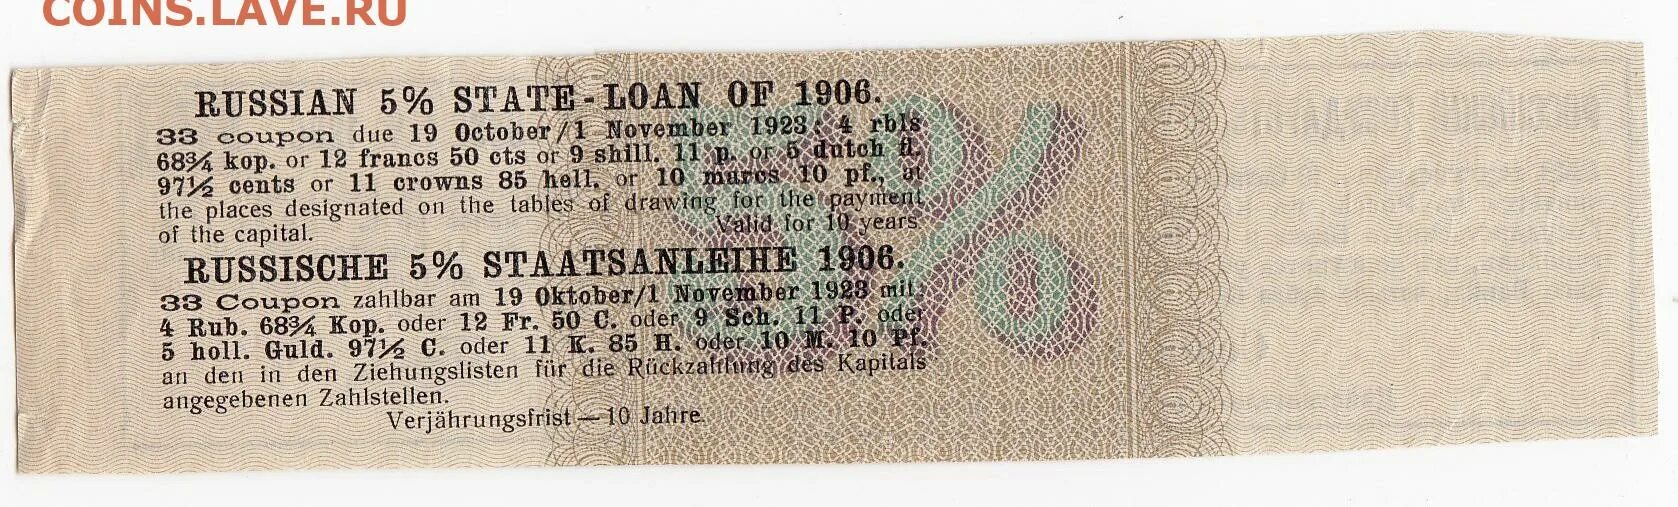 COINS.LAVE.RU
RUSSIAN 5% STATE-LOAN OF 1906.
33 coupon due 19 October/1 November 1923: 4 rbls
68¾ kop. or 12 francs 50 cts or 9 shill. 11 p. or 5 dutch fl.
97½ cents or 11 crowns 85 hell. or 10 marcs 10 pf., at
the places designated on the tables of drawing for the payment
of the capital. Valid for 10 years
RUSSISCHE 5% STAATSANLEIHE 1906.
33 Coupon zahlbar am 19 Oktober/1 November 1923 mit
4 Rub. 68¾ Kop. oder 12 Fr. 50 C. oder 9 Sch. 11 P. oder
5 holl. Guld. 97½ C. oder 11 K. 85 H. oder 10 M. 10 Pf.
an den in den Ziehungslisten für die Rückzahlung des Kapitals
angegebenen Zahlstellen.
Verjährungsfrist—10 Jahre.
5%